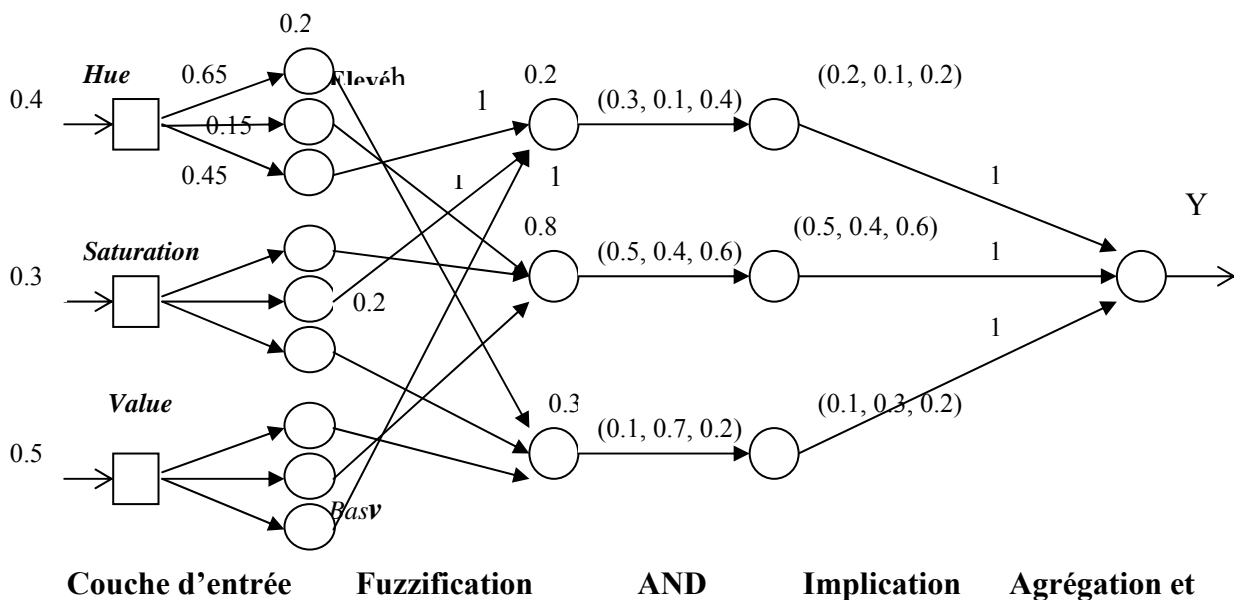 0.2
Hue 0.65 Elevéh 0.2 (0.2, 0.1, 0.2)
0.4 1 (0.3, 0.1, 0.4)
0.15
0.45 1 1 1
Y
Saturation 0.8 (0.5, 0.4, 0.6)
(0.5, 0.4, 0.6) 1
0.3 0.2
1
Value 0.3 (0.1, 0.3, 0.2)
(0.1, 0.7, 0.2)
0.5
Basv
Couche d’entrée Fuzzification AND Implication Agrégation et